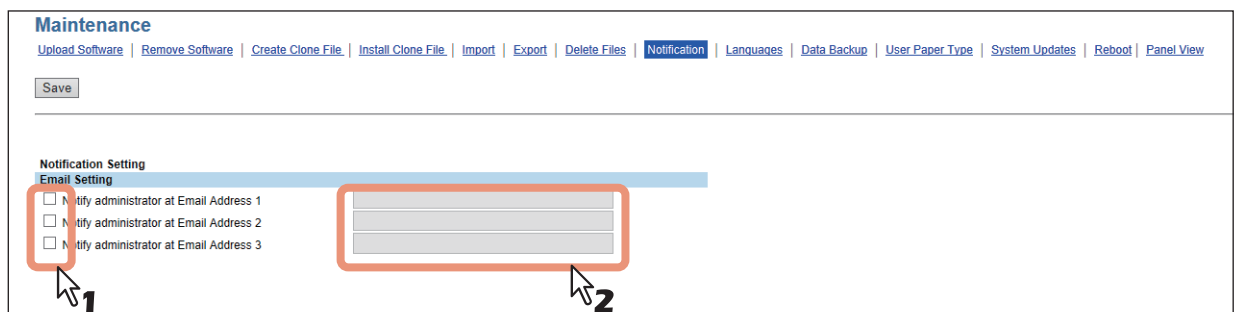 Maintenance
Upload Software | Remove Software | Create Clone File | Install Clone File | Import | Export | Delete Files | Notification | Languages | Data Backup | User Paper Type | System Updates | Reboot | Panel View
Save
Notification Setting
Email Setting
Notify administrator at Email Address 1
Notify administrator at Email Address 2
Notify administrator at Email Address 3
1 2